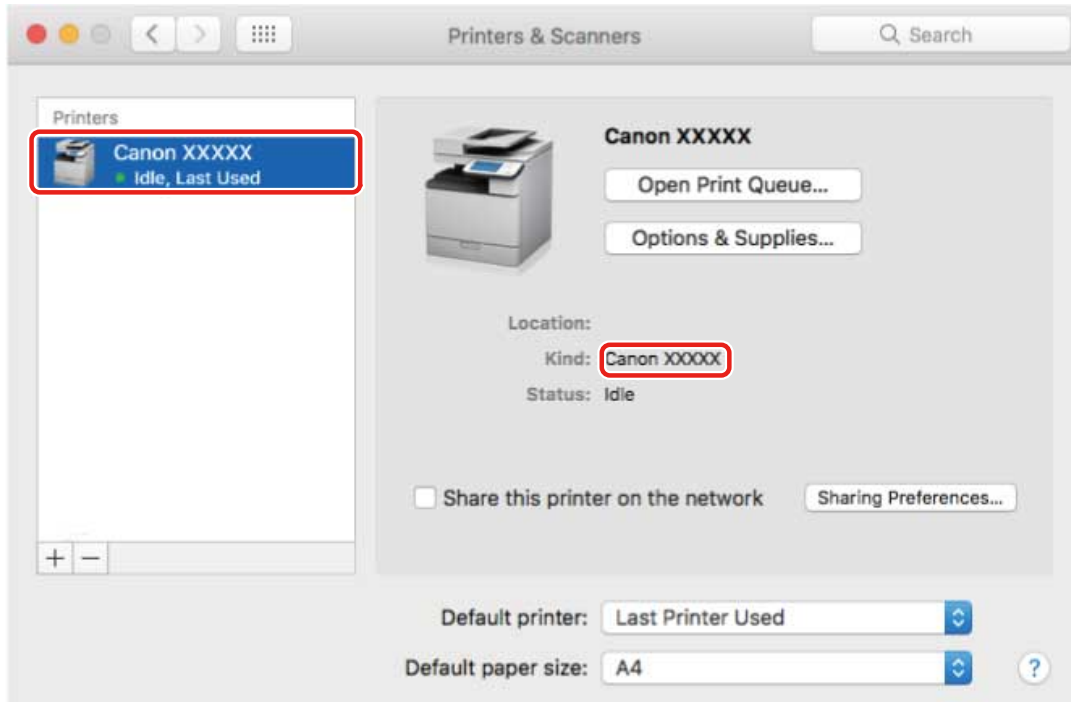 Printers & Scanners
Search
Printers
Canon XXXXX
Idle, Last Used
+ −
Canon XXXXX
Open Print Queue...
Options & Supplies...
Location:
Kind: Canon XXXXX
Status: Idle
Share this printer on the network
Sharing Preferences...
Default printer: Last Printer Used
Default paper size: A4
?